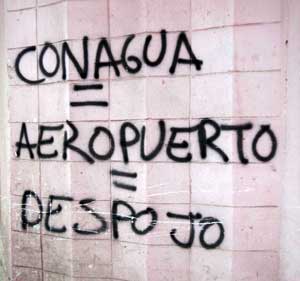 CONAGUA
=
AEROPUERTO
=
DESPOJO